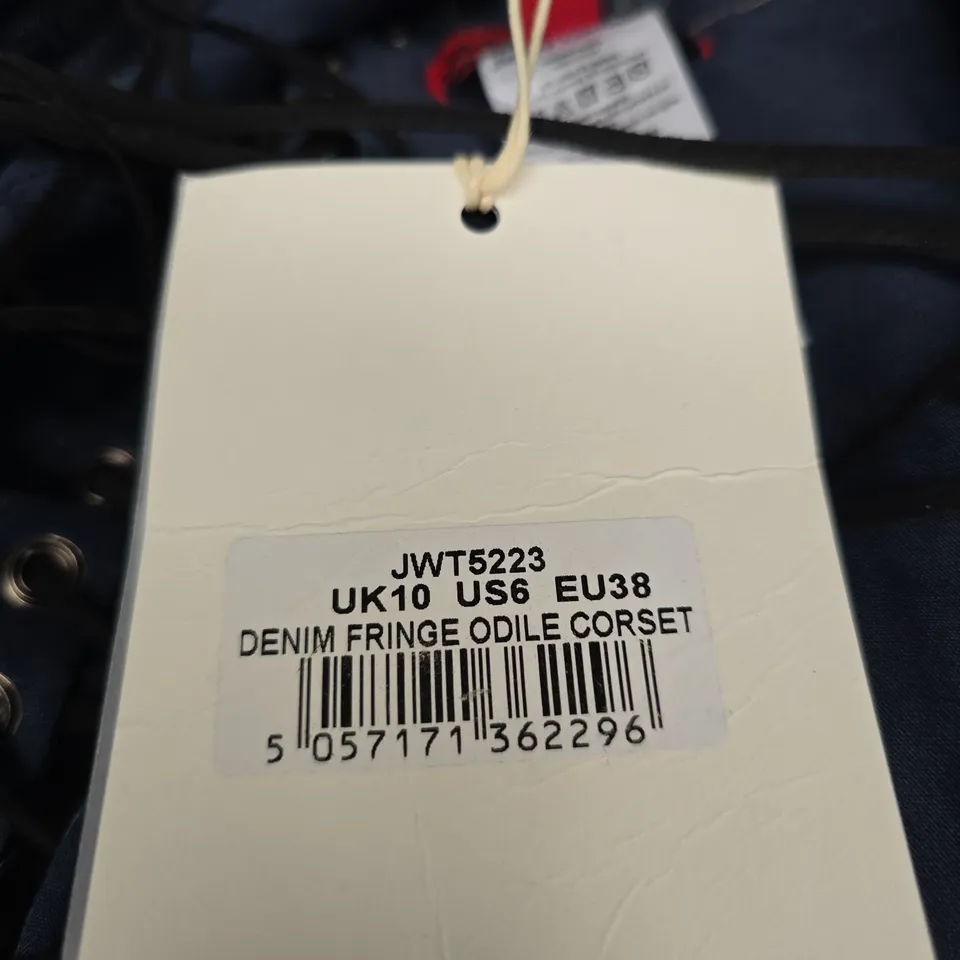 JWT5223
UK10 US6 EU38
DENIM FRINGE ODILE CORSET
5 057171 362296